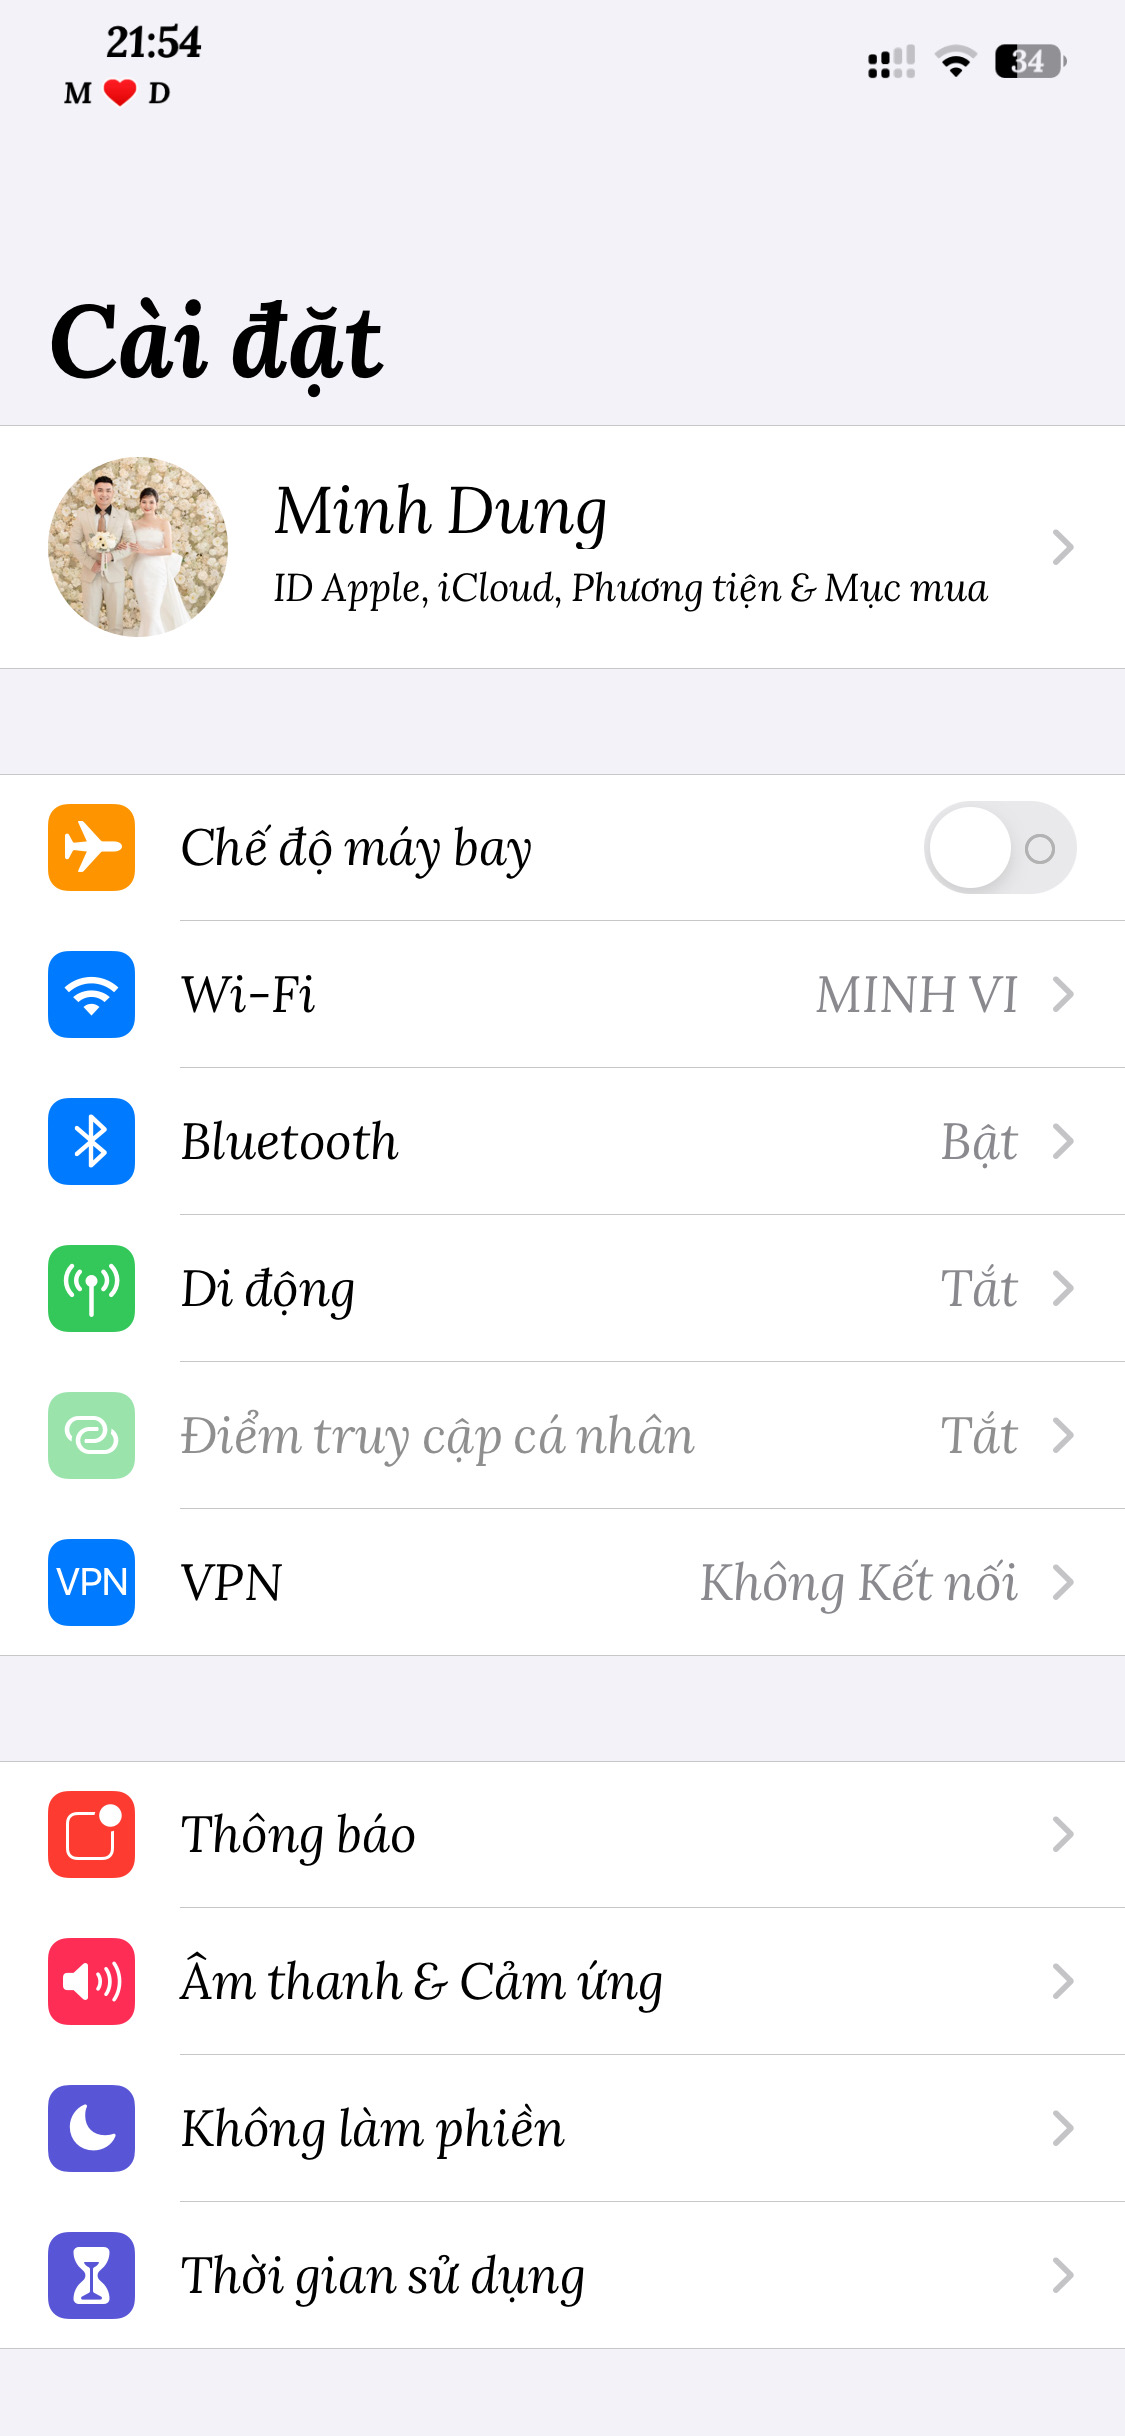 21:54
M ❤️ D
34
Cài đặt
Minh Dung
ID Apple, iCloud, Phương tiện & Mục mua
Chế độ máy bay
Wi-Fi MINH VI
Bluetooth Bật
Di động Tắt
Điểm truy cập cá nhân Tắt
VPN VPN Không Kết nối
Thông báo
Âm thanh & Cảm ứng
Không làm phiền
Thời gian sử dụng